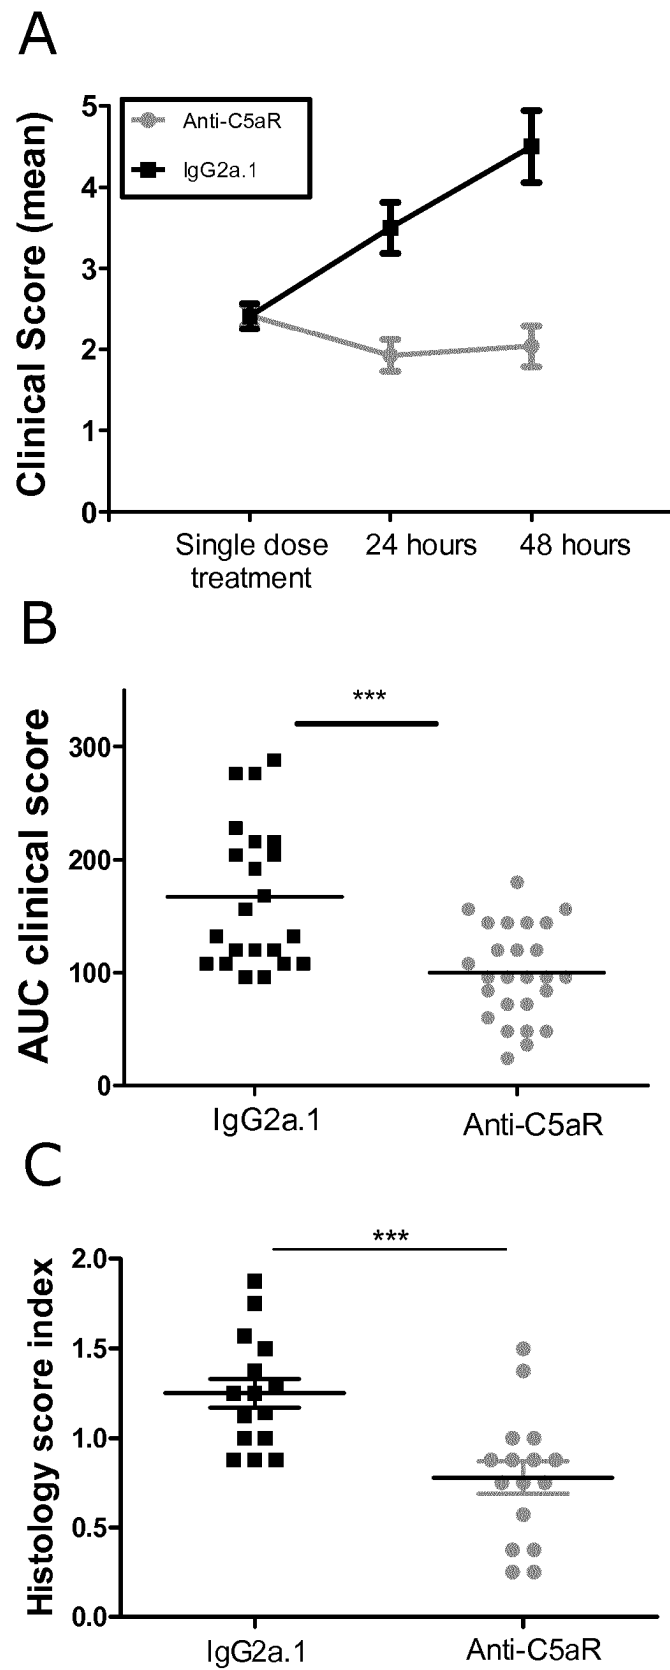 A
Clinical Score (mean)
5
4
3
2
1
0
Anti-C5aR
IgG2a.1
Single dose
treatment
24 hours
48 hours
B
AUC clinical score
300
200
100
0
***
IgG2a.1
Anti-C5aR
C
Histology score index
2.0
1.5
1.0
0.5
0.0
***
IgG2a.1
Anti-C5aR